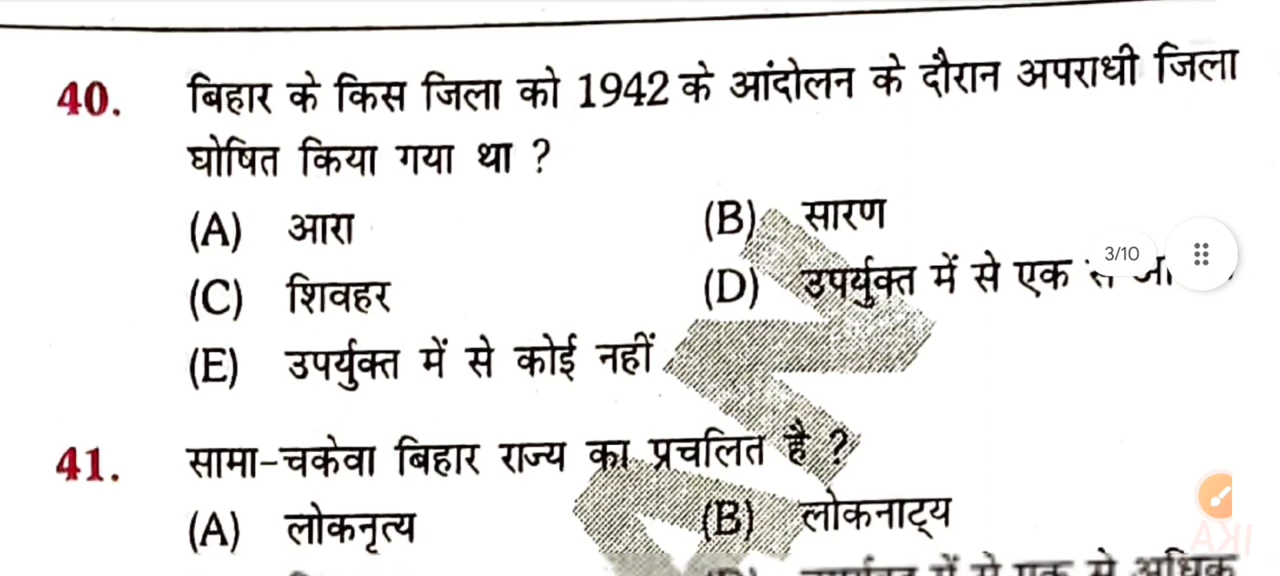 40. बिहार के किस जिला को 1942 के आंदोलन के दौरान अपराधी जिला
घोषित किया गया था ?
(A) आरा (B) सारण
(C) शिवहर (D) उपर्युक्त में से एक
3/10
(E) उपर्युक्त में से कोई नहीं
41. सामा-चकेवा बिहार राज्य का प्रचलित है ?
(A) लोकनृत्य (B) लोकनाट्य